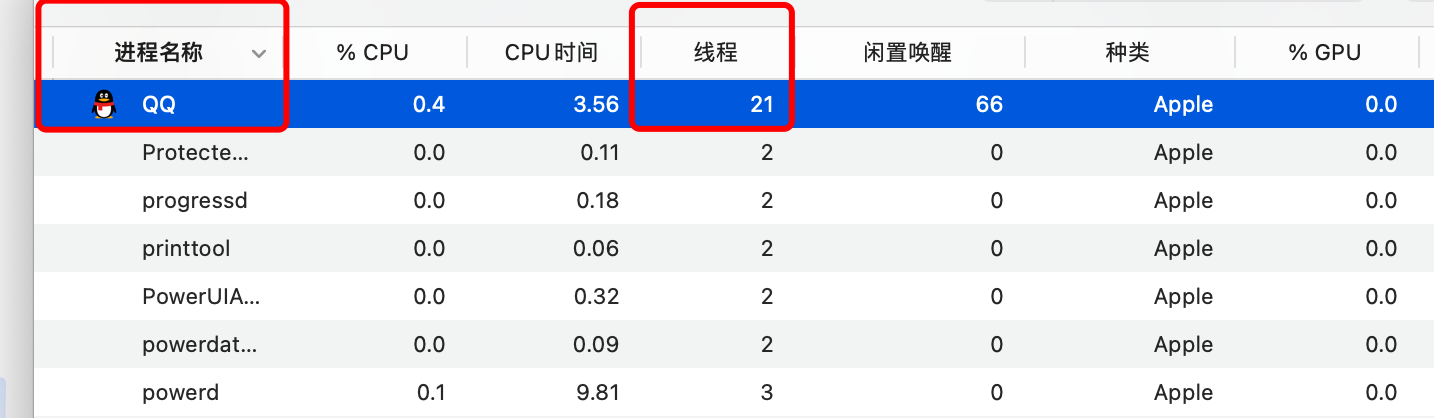 进程名称 % CPU CPU时间 线程 闲置唤醒 种类 % GPU
QQ 0.4 3.56 21 66 Apple 0.0
Protecte... 0.0 0.11 2 0 Apple 0.0
progressd 0.0 0.18 2 0 Apple 0.0
printtool 0.0 0.06 2 0 Apple 0.0
PowerUIA... 0.0 0.32 2 0 Apple 0.0
powerdat... 0.0 0.09 2 0 Apple 0.0
powerd 0.1 9.81 3 0 Apple 0.0